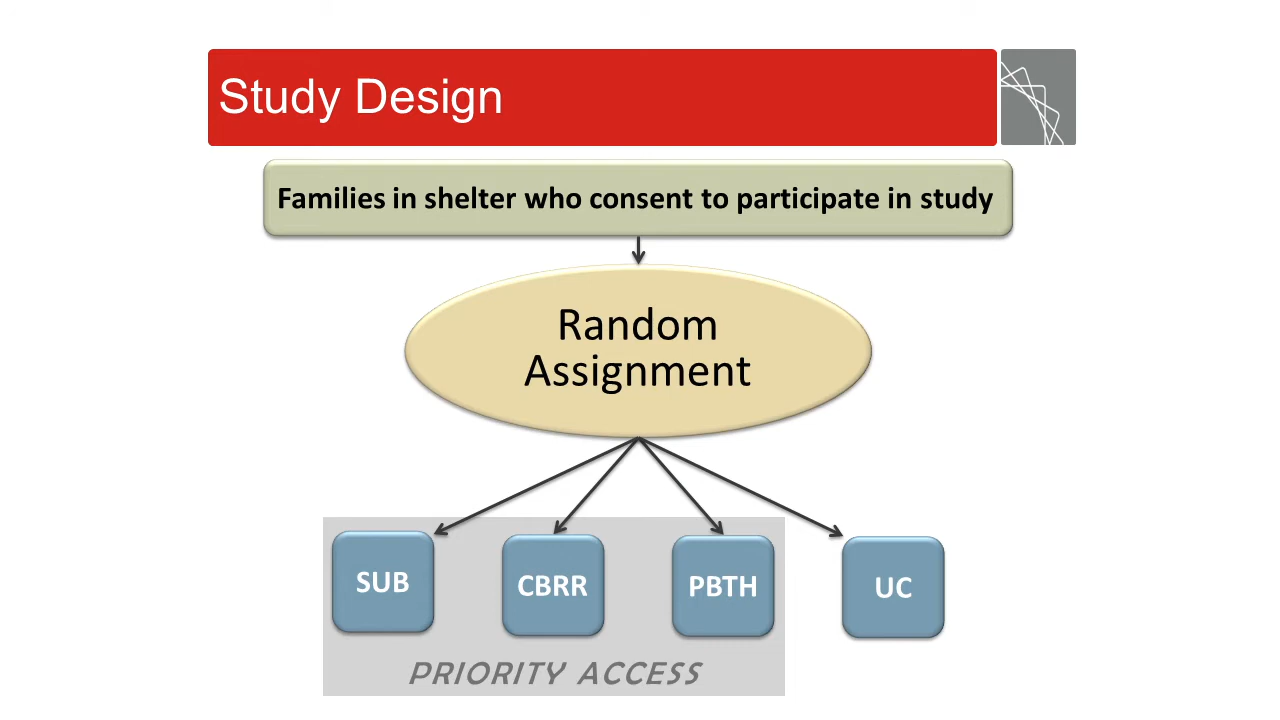 Study Design
Families in shelter who consent to participate in study
Random
Assignment
SUB
CBRR
PBTH
UC
PRIORITY ACCESS